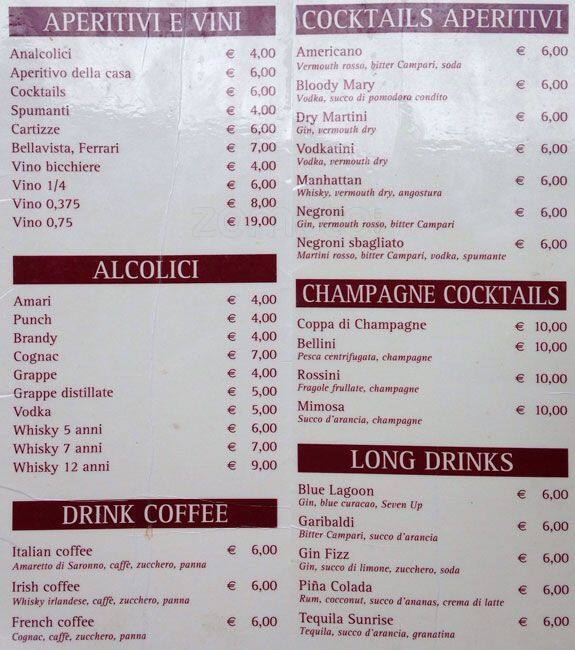 APERITIVI E VINI
Analcolici € 4,00
Aperitivo della casa € 6,00
Cocktails € 6,00
Spumanti € 4,00
Cartizze € 6,00
Bellavista, Ferrari € 7,00
Vino bicchiere € 4,00
Vino 1/4 € 6,00
Vino 0,375 € 8,00
Vino 0,75 € 19,00
ALCOLICI
Amari € 4,00
Punch € 4,00
Brandy € 4,00
Cognac € 7,00
Grappe € 4,00
Grappe distillate € 5,00
Vodka € 5,00
Whisky 5 anni € 6,00
Whisky 7 anni € 7,00
Whisky 12 anni € 9,00
DRINK COFFEE
Italian coffee € 6,00
Amaretto di Saronno, caffè, zucchero, panna
Irish coffee € 6,00
Whisky irlandese, caffè, zucchero, panna
French coffee € 6,00
Cognac, caffè, zucchero, panna
COCKTAILS APERITIVI
Americano € 6,00
Vermouth rosso, bitter Campari, soda
Bloody Mary € 6,00
Vodka, succo di pomodoro condito
Dry Martini € 6,00
Gin, vermouth dry
Vodkatini € 6,00
Vodka, vermouth dry
Manhattan € 6,00
Whisky, vermouth dry, angostura
Negroni € 6,00
Gin, vermouth rosso, bitter Campari
Negroni sbagliato € 6,00
Martini rosso, bitter Campari, vodka, spumante
CHAMPAGNE COCKTAILS
Coppa di Champagne € 10,00
Bellini € 10,00
Pesca centrifugata, champagne
Rossini € 10,00
Fragole frullate, champagne
Mimosa € 10,00
Succo d'arancia, champagne
LONG DRINKS
Blue Lagoon € 6,00
Gin, blue curacao, Seven Up
Garibaldi € 6,00
Bitter Campari, succo d'arancia
Gin Fizz € 6,00
Gin, succo di limone, zucchero, soda
Piña Colada € 6,00
Rum, cocconut, succo d'ananas, crema di latte
Tequila Sunrise € 6,00
Tequila, succo d'arancia, granatina